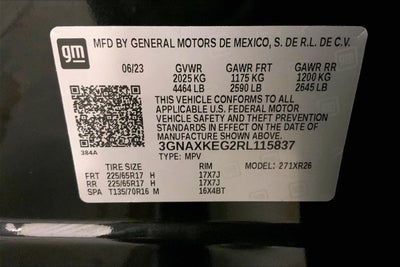 gm
MFD BY GENERAL MOTORS DE MEXICO, S. DE R.L. DE C.V.
06/23 GVWR GAWR FRT GAWR RR
2025 KG 1175 KG 1200 KG
4464 LB 2590 LB 2645 LB
THIS VEHICLE CONFORMS TO ALL
APPLICABLE U.S. FEDERAL MOTOR
VEHICLE SAFETY, BUMPER, AND THEFT
PREVENTION STANDARDS IN EFFECT ON
THE DATE OF MANUFACTURE SHOWN ABOVE.
384A 3GNAXKEG2RL115837
TYPE: MPV MODEL: 271XR26
TIRE SIZE RIM
FRT 225/65R17 H 17X7J
RR 225/65R17 H 17X7J
SPA T135/70R16 M 16X4BT